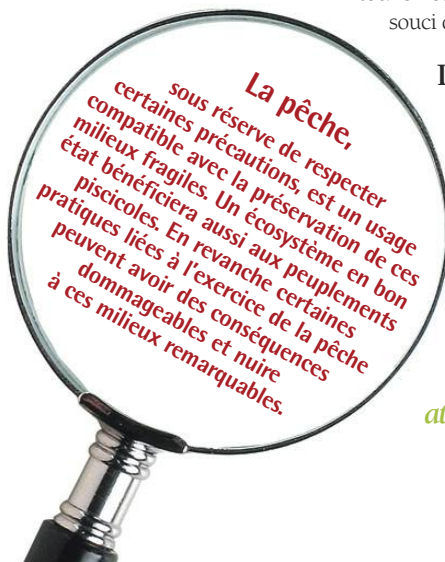 souci
La pêche,
sous réserve de respecter
certaines précautions, est un usage
compatible avec la préservation de ces
milieux fragiles. Un écosystème en bon
état bénéficiera aussi aux peuplements
piscicoles. En revanche certaines
pratiques liées à l'exercice de la pêche
peuvent avoir des conséquences
dommageables et nuire
à ces milieux remarquables.